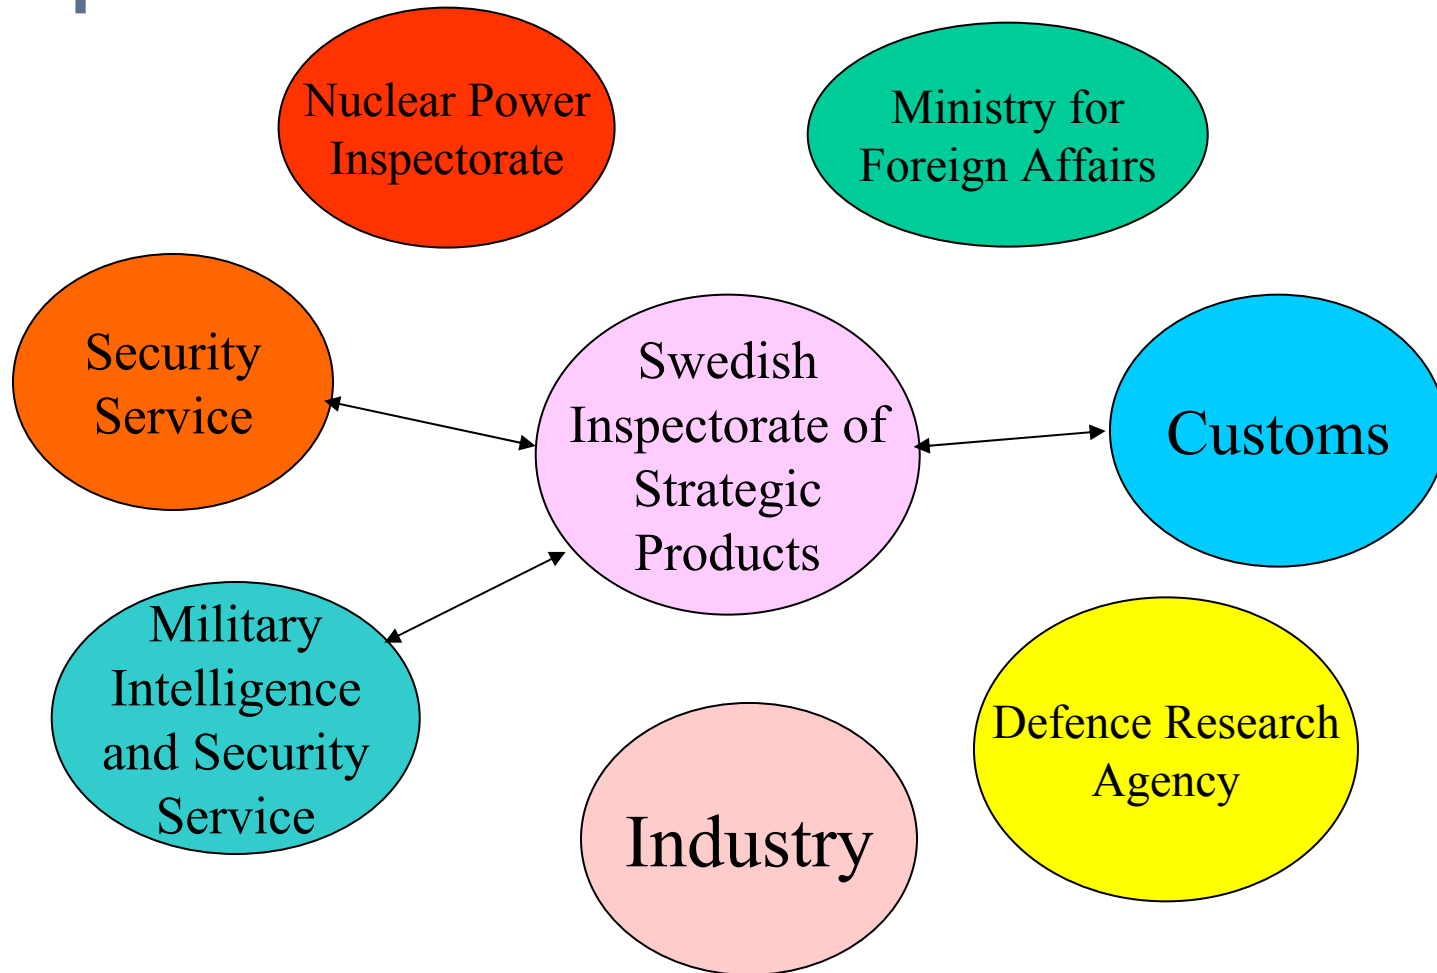 Nuclear Power
Inspectorate
Ministry for
Foreign Affairs
Security
Service
Swedish
Inspectorate of
Strategic
Products
Customs
Military
Intelligence
and Security
Service
Defence Research
Agency
Industry